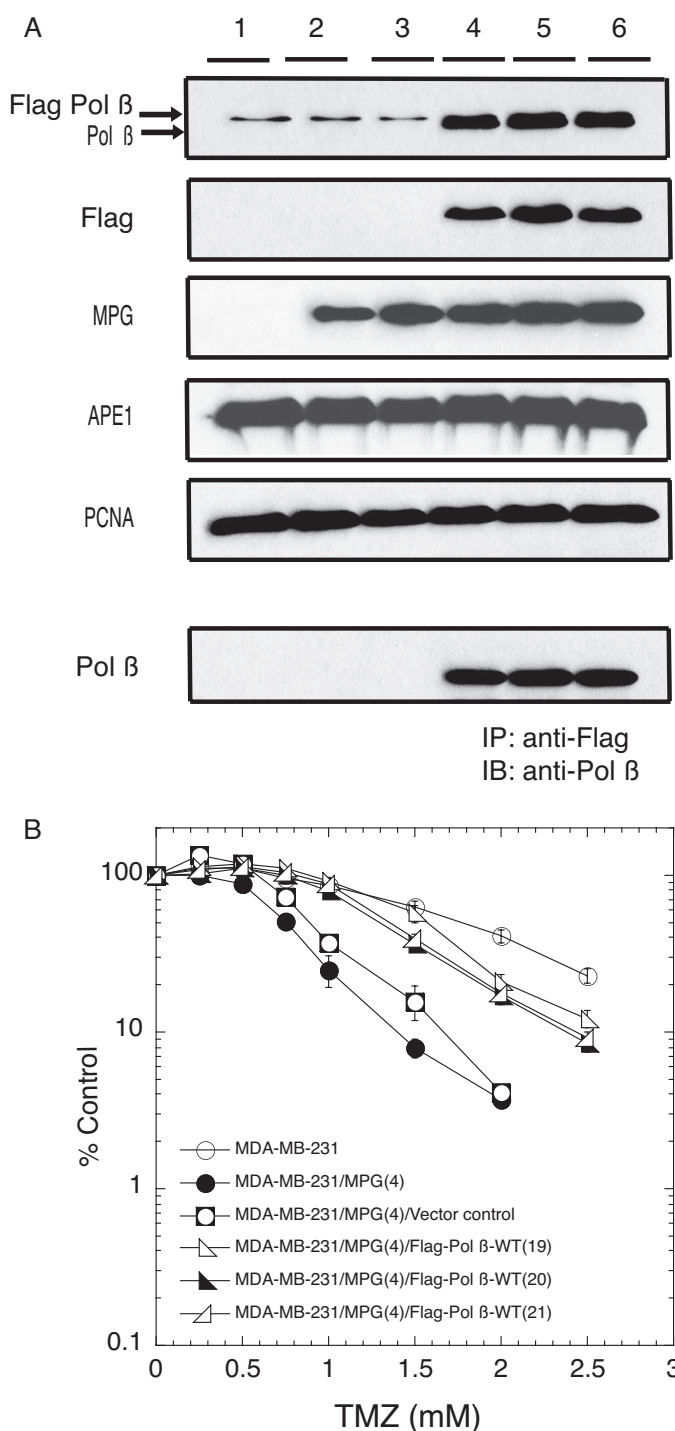 A
1 2 3 4 5 6
Flag Pol ß
Pol ß
Flag
MPG
APE1
PCNA
Pol ß
IP: anti-Flag
IB: anti-Pol ß
B
100
10
1
0.1
% Control
MDA-MB-231
MDA-MB-231/MPG(4)
MDA-MB-231/MPG(4)/Vector control
MDA-MB-231/MPG(4)/Flag-Pol ß-WT(19)
MDA-MB-231/MPG(4)/Flag-Pol ß-WT(20)
MDA-MB-231/MPG(4)/Flag-Pol ß-WT(21)
0 0.5 1 1.5 2 2.5 3
TMZ (mM)